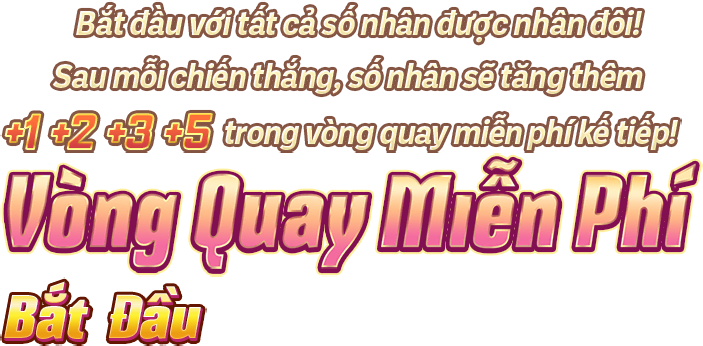 Bắt đầu với tất cả số nhân được nhân đôi!
Sau mỗi chiến thắng, số nhân sẽ tăng thêm
+1 +2 +3 +5 trong vòng quay miễn phí kế tiếp!
Vòng Quay Miễn Phí
Bắt Đầu